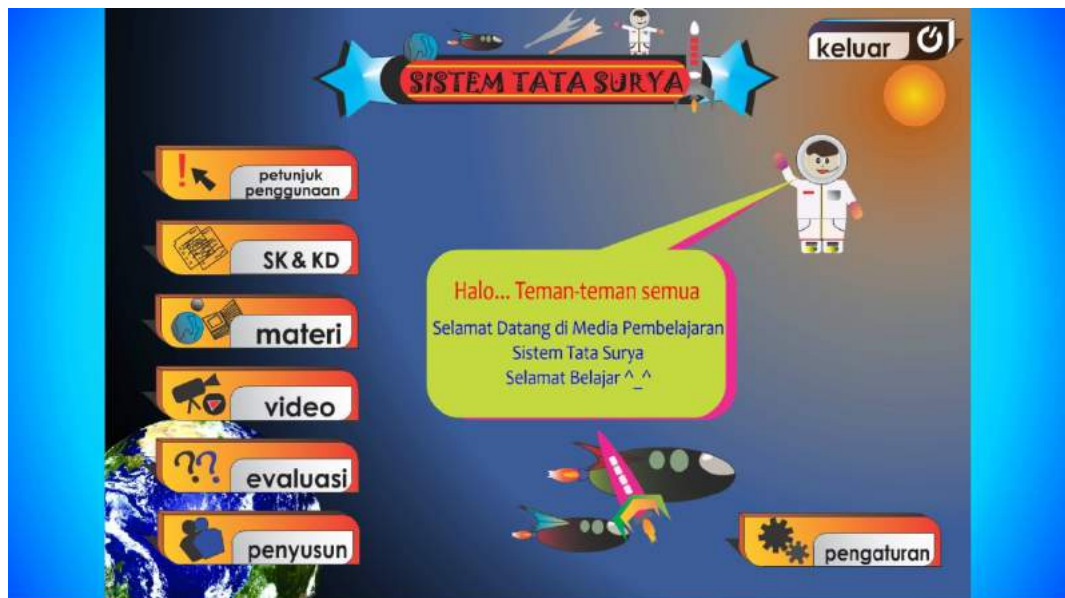 SISTEM TATA SURYA
keluar
petunjuk
penggunaan
SK & KD
materi
video
evaluasi
penyusun
Halo... Teman-teman semua
Selamat Datang di Media Pembelajaran
Sistem Tata Surya
Selamat Belajar ^_^
pengaturan